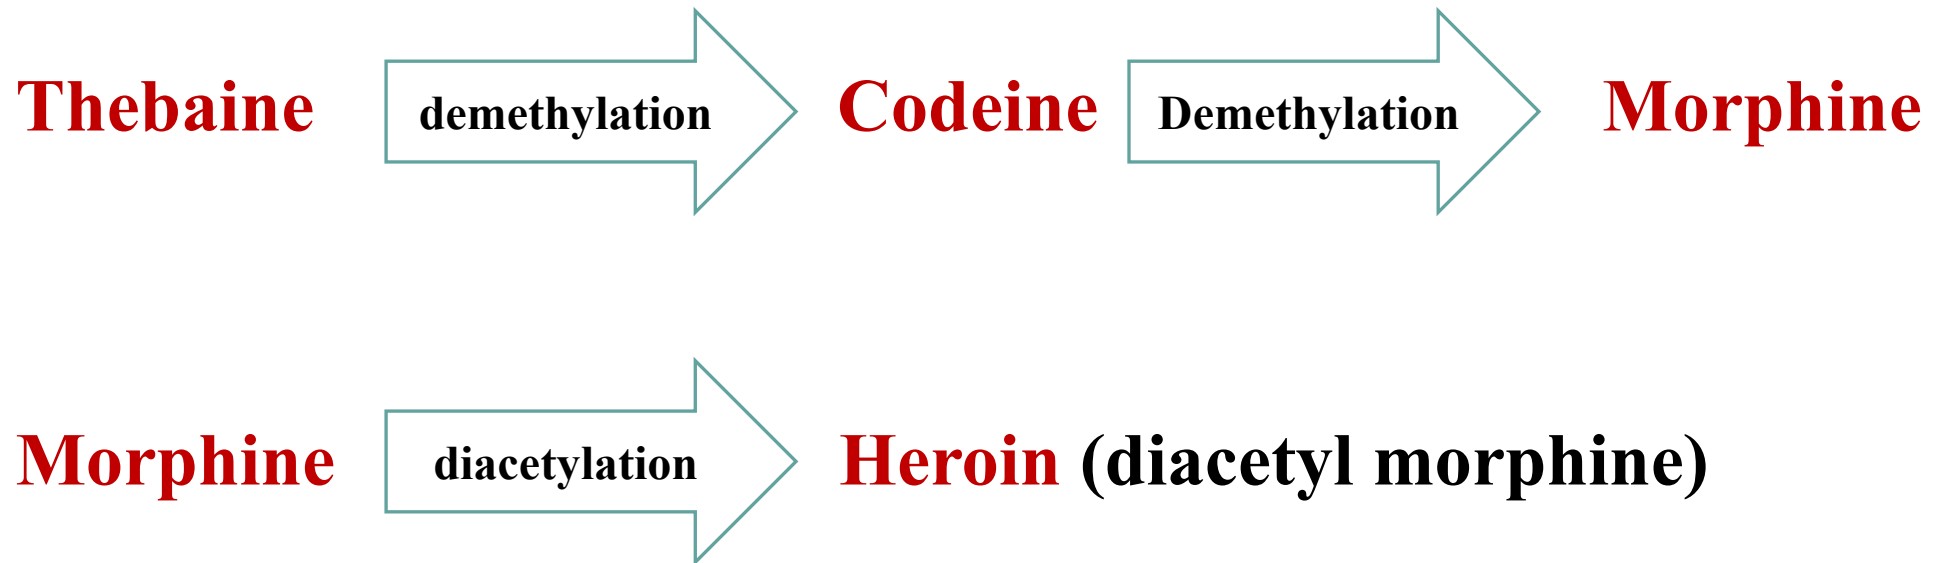 Thebaine demethylation Codeine Demethylation Morphine
Morphine diacetylation Heroin (diacetyl morphine)